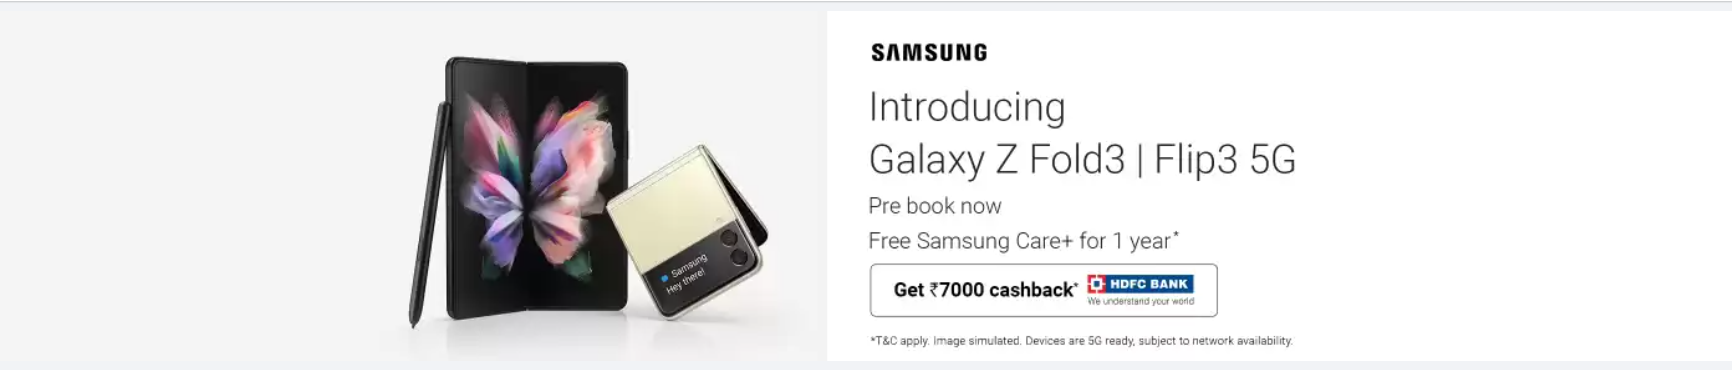 SAMSUNG
Introducing
Galaxy Z Fold3 | Flip3 5G
Pre book now
Free Samsung Care+ for 1 year*
Get ₹7000 cashback* HDFC BANK
We understand your world
*T&C apply. Image simulated. Devices are 5G ready, subject to network availability.
Samsung
Hey there!